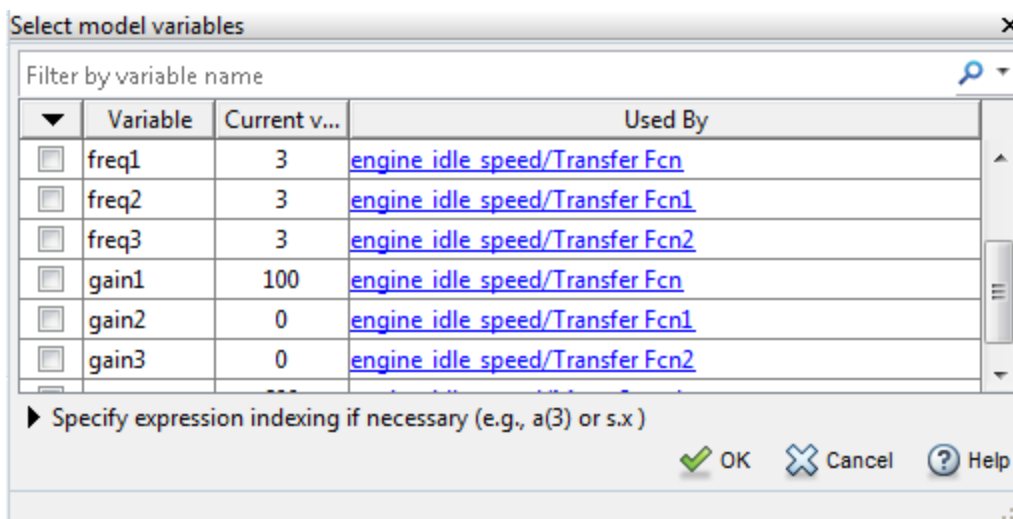 Select model variables
Filter by variable name
Variable Current v... Used By
freq1 3 engine_idle_speed/Transfer Fcn
freq2 3 engine_idle_speed/Transfer Fcn1
freq3 3 engine_idle_speed/Transfer Fcn2
gain1 100 engine_idle_speed/Transfer Fcn
gain2 0 engine_idle_speed/Transfer Fcn1
gain3 0 engine_idle_speed/Transfer Fcn2
Specify expression indexing if necessary (e.g., a(3) or s.x )
OK Cancel Help